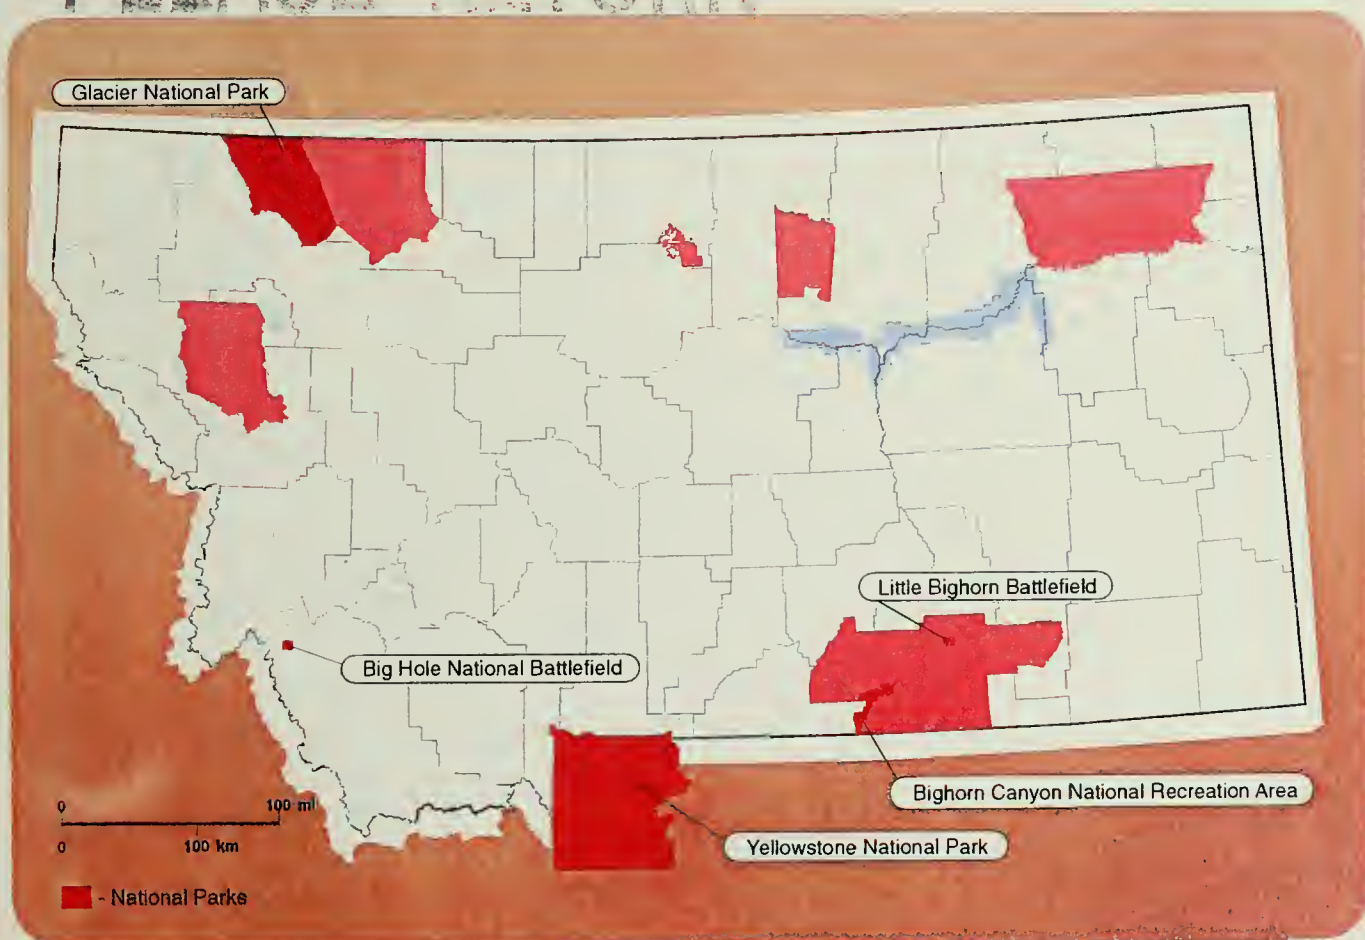 Glacier National Park
Little Bighorn Battlefield
Big Hole National Battlefield
Bighorn Canyon National Recreation Area
Yellowstone National Park
0 100 mi
0 100 km
- National Parks